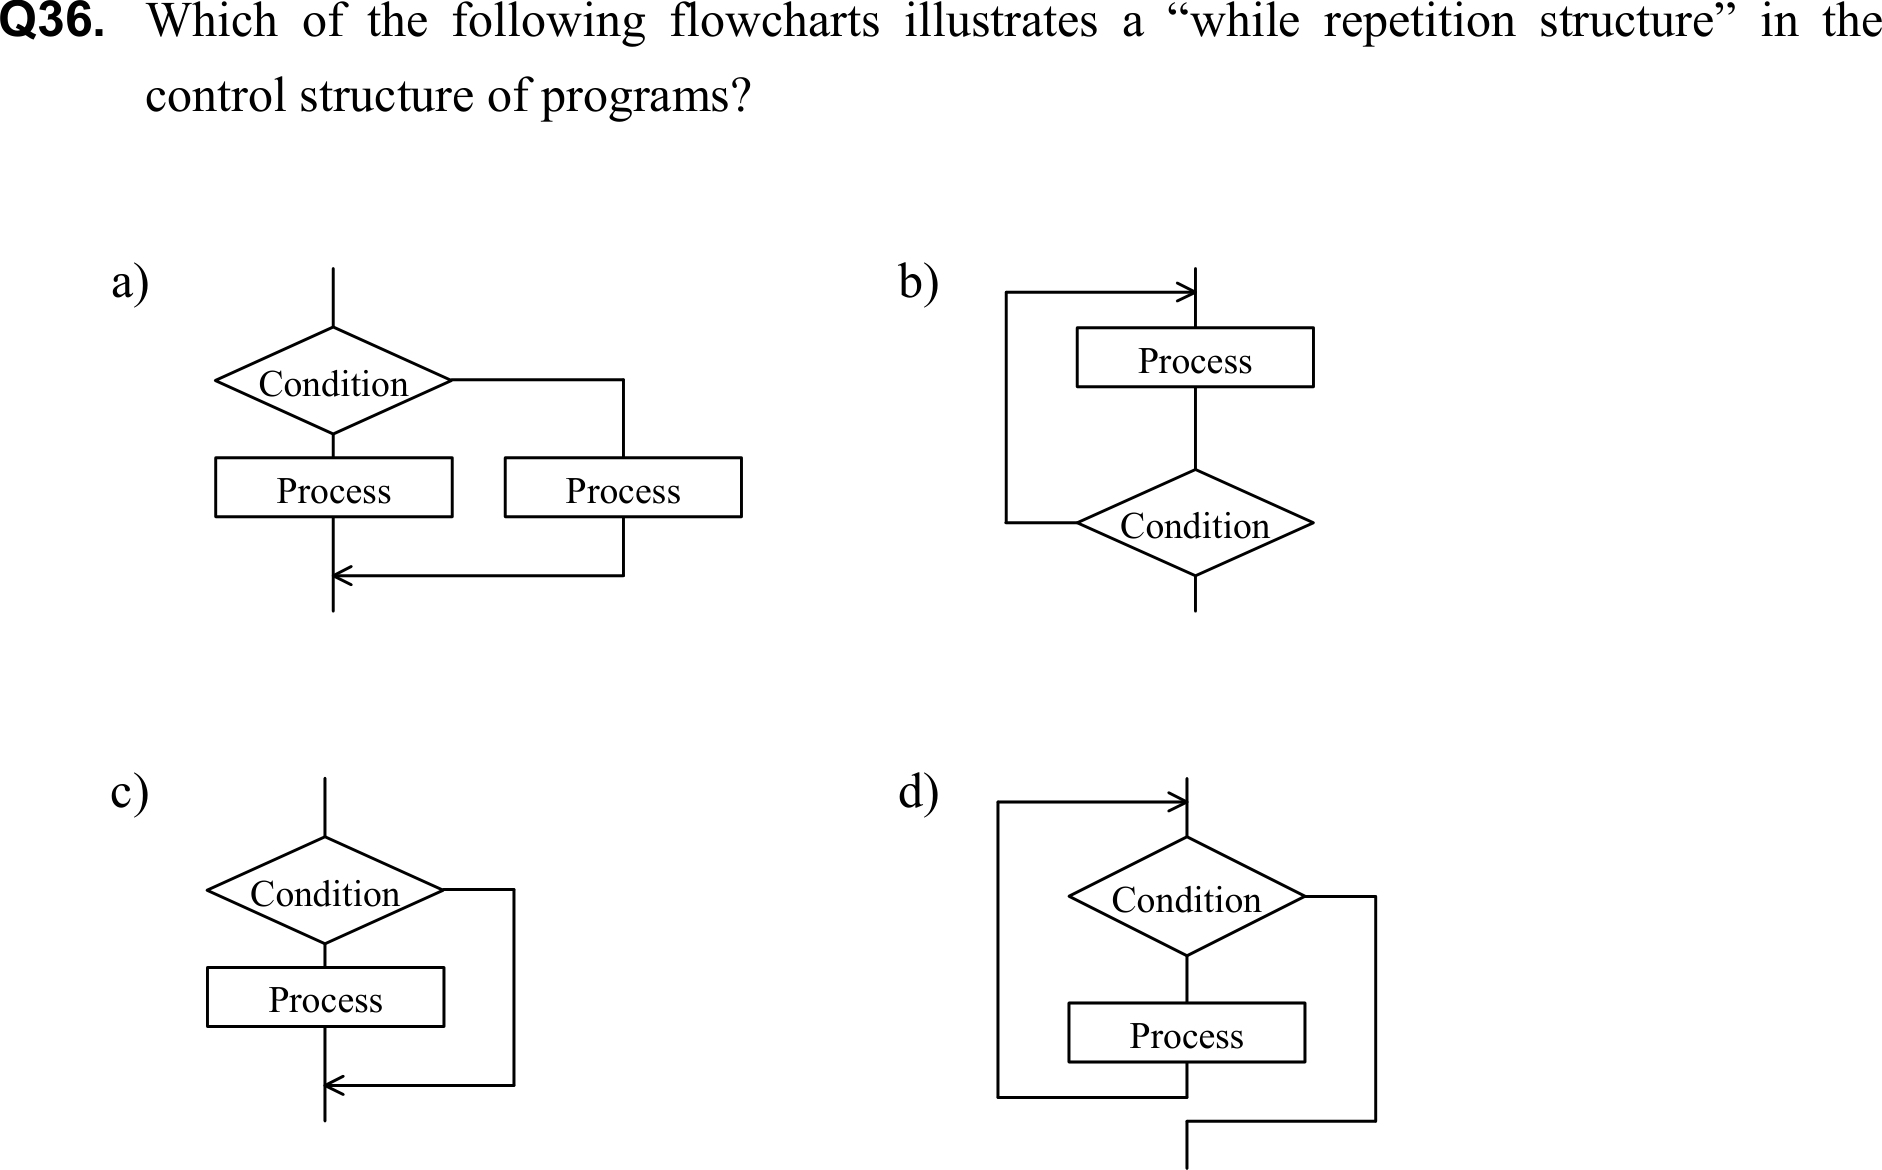 Q36. Which of the following flowcharts illustrates a “while repetition structure” in the
control structure of programs?
a)
Condition
Process Process
b)
Process
Condition
c)
Condition
Process
d)
Condition
Process